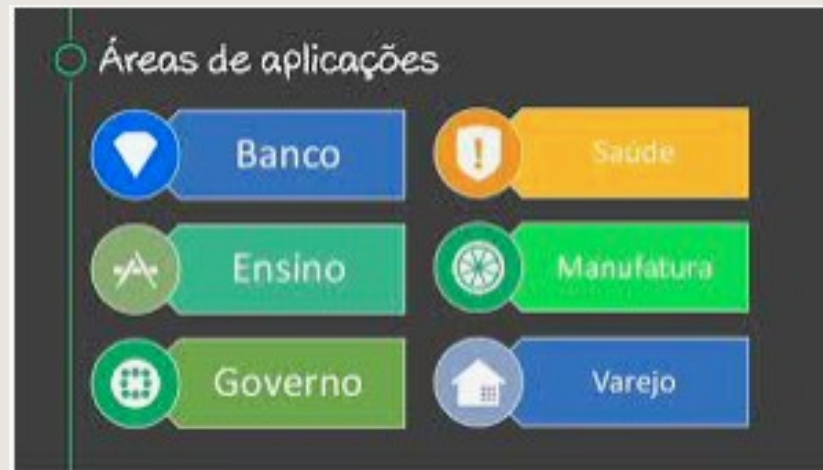 Áreas de aplicações
Banco
Saúde
Ensino
Manufatura
Governo
Varejo